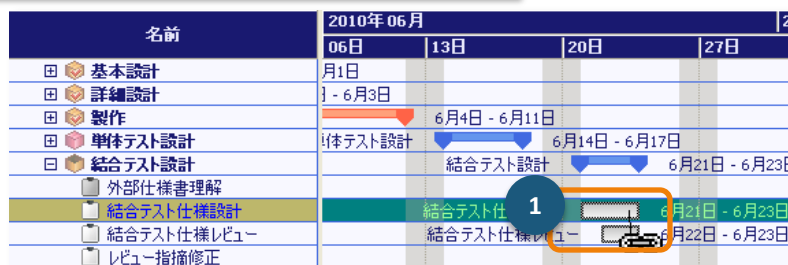 名前
2010年06月
06日 13日 20日 27日
基本設計 月1日
詳細設計 - 6月3日
製作 6月4日 - 6月11日
単体テスト設計 体テスト設計 6月14日 - 6月17日
結合テスト設計 結合テスト設計 6月21日 - 6月23
外部仕様書理解
結合テスト仕様設計 結合テスト仕 1 6月21日 - 6月23日
結合テスト仕様レビュー 結合テスト仕様レビュー 6月22日 - 6月23日
レビュー指摘修正